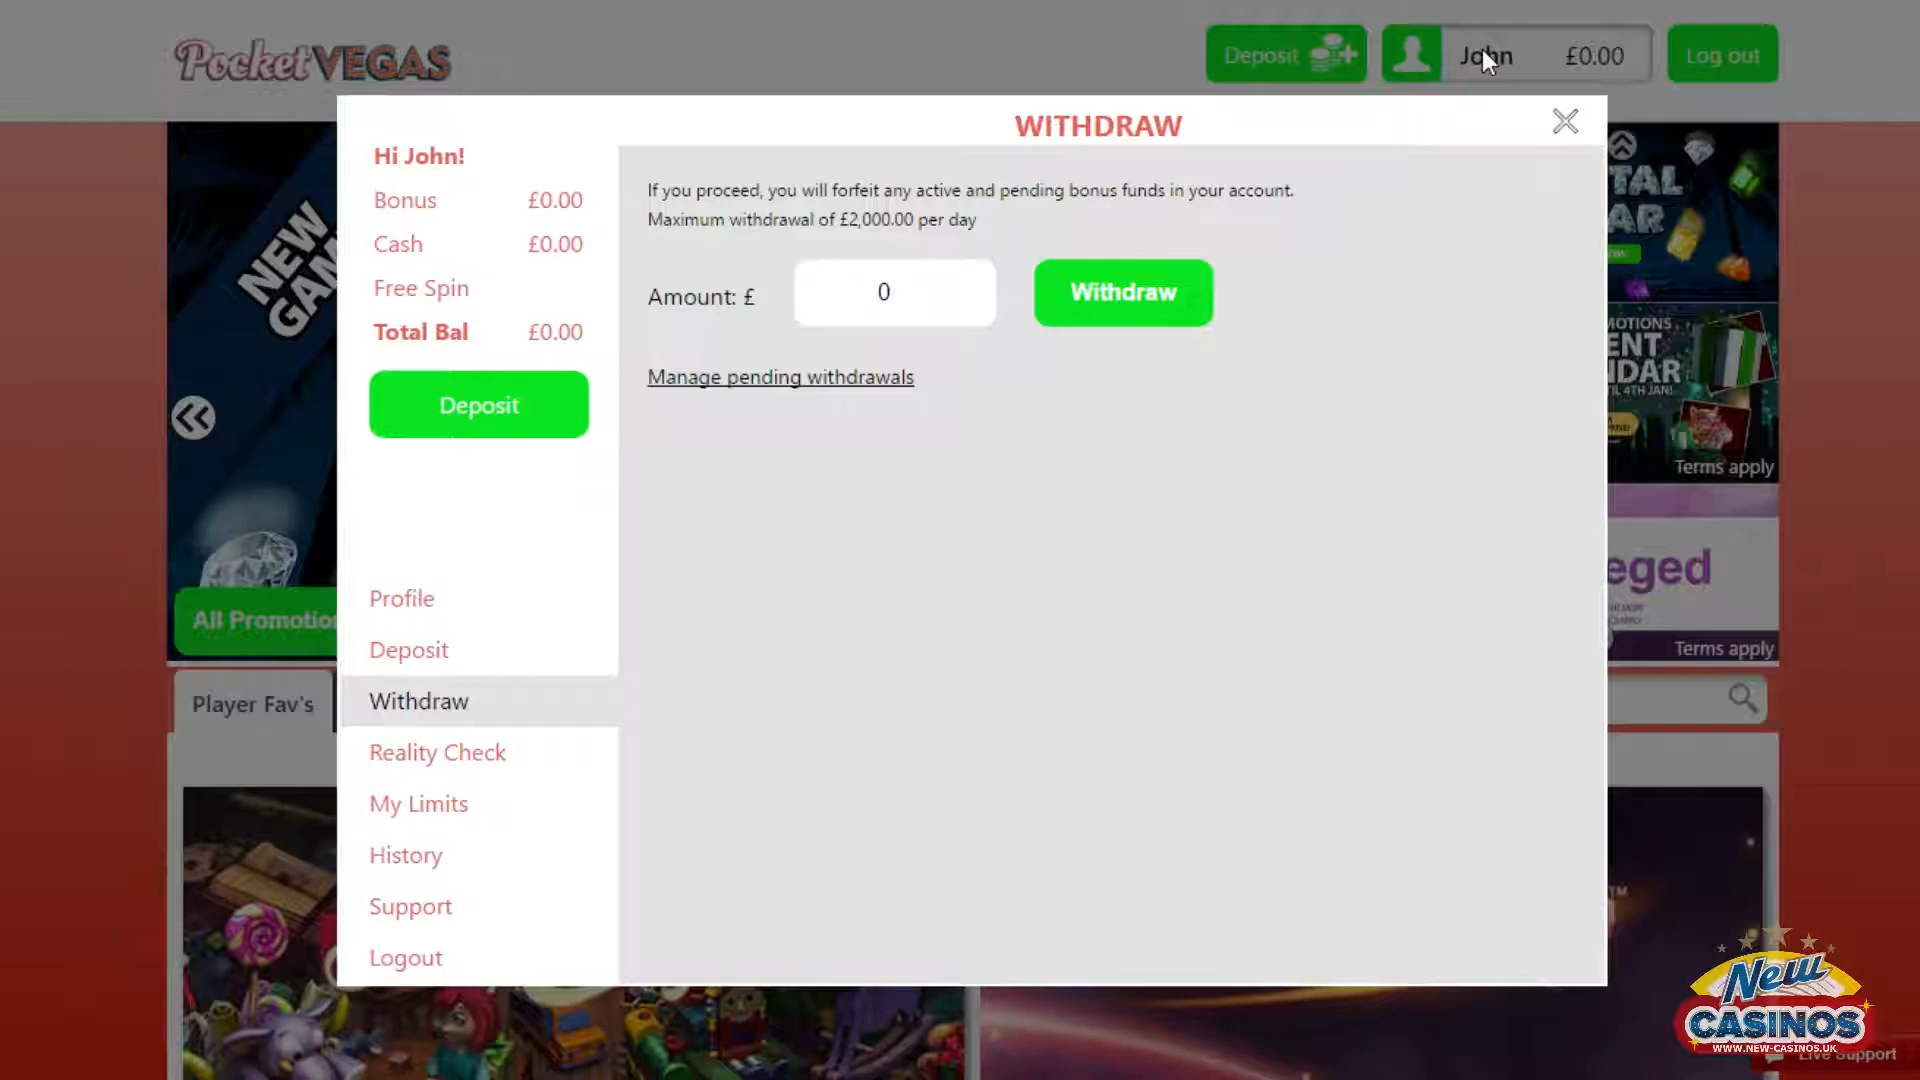 PocketVEGAS
Deposit
John
£0.00
Log out
WITHDRAW
Hi John!
Bonus £0.00
Cash £0.00
Free Spin
Total Bal £0.00
Deposit
If you proceed, you will forfeit any active and pending bonus funds in your account.
Maximum withdrawal of £2,000.00 per day
Amount: £ 0 Withdraw
Manage pending withdrawals
Profile
Deposit
Withdraw
Reality Check
My Limits
History
Support
Logout
NEW
Terms apply
Terms apply
Player Fav's
New
CASINOS
WWW.NEW-CASINOS.UK
Live Support